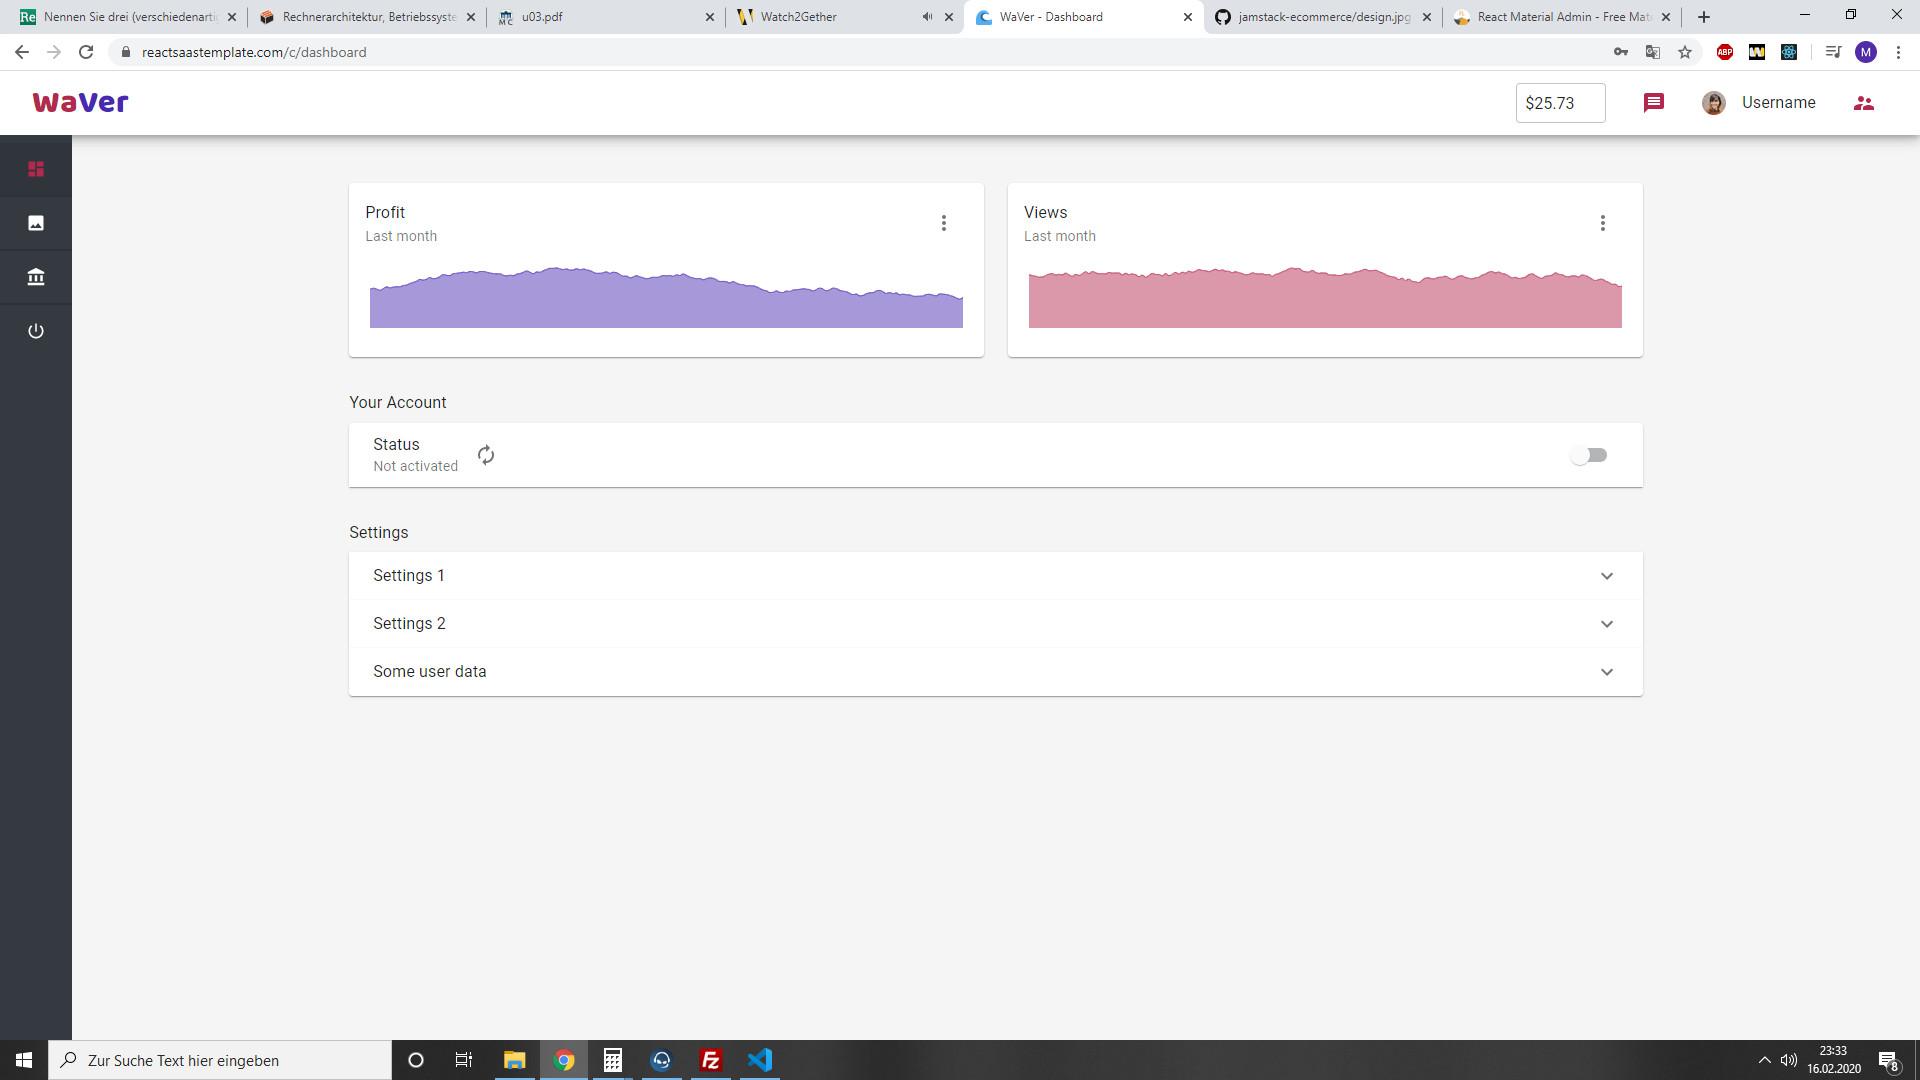 Nennen Sie drei (verschiedenarti
Rechnerarchitektur, Betriebssyste
u03.pdf
Watch2Gether
WaVer - Dashboard
jamstack-ecommerce/design.jpg
React Material Admin - Free Mat
reactsaastemplate.com/c/dashboard
ABP
M
WaVer
$25.73
Username
Profit
Last month
Views
Last month
Your Account
Status
Not activated
Settings
Settings 1
Settings 2
Some user data
Zur Suche Text hier eingeben
23:33
16.02.2020
8